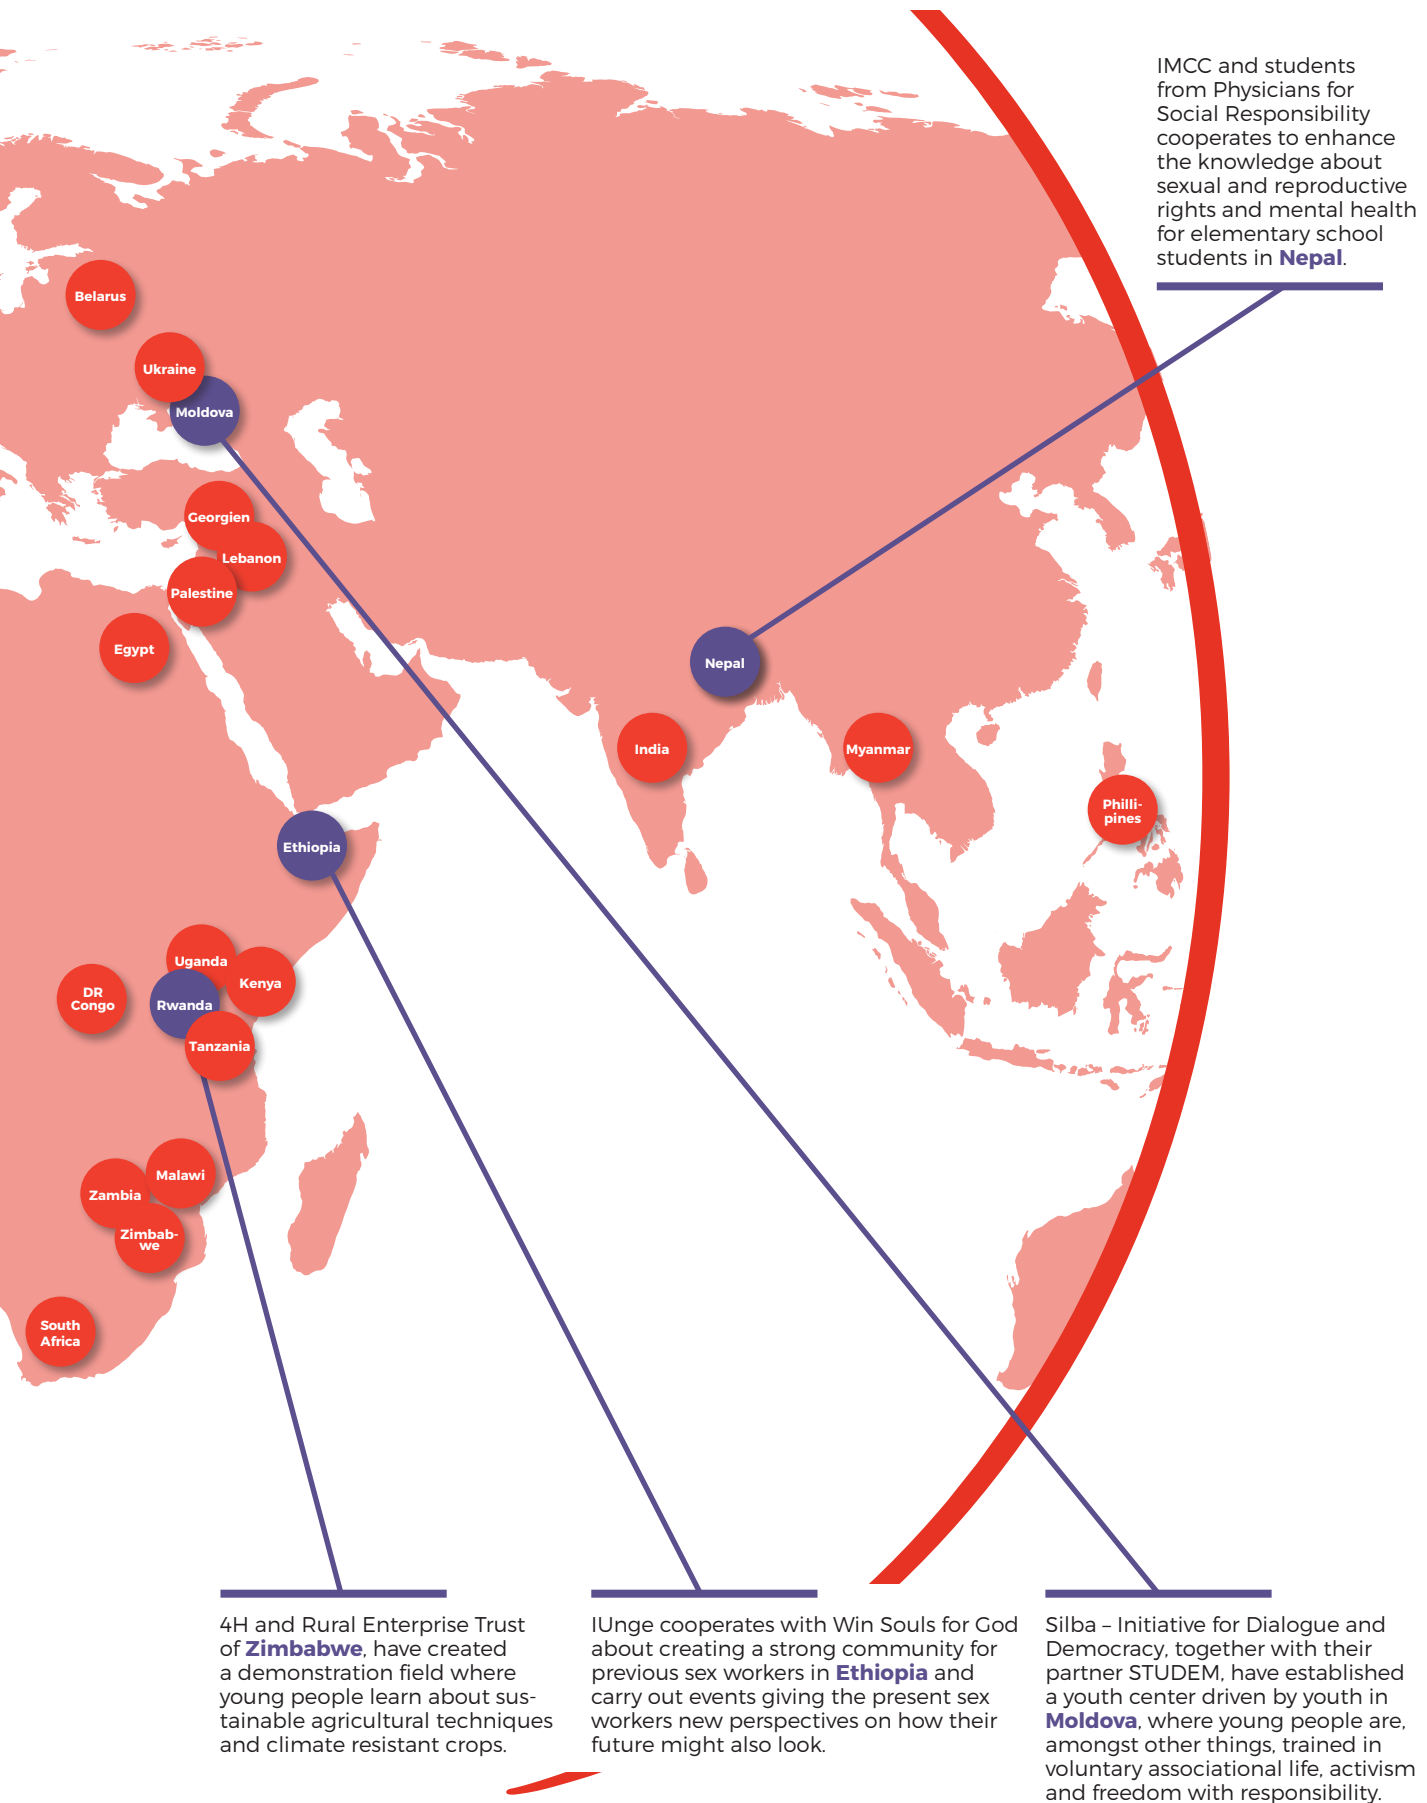 IMCC and students
from Physicians for
Social Responsibility
cooperates to enhance
the knowledge about
sexual and reproductive
rights and mental health
for elementary school
students in Nepal.
Belarus
Ukraine
Moldova
Georgien
Lebanon
Palestine
Egypt
Nepal
India
Myanmar
Philli-
pines
Ethiopia
Uganda
Kenya
DR
Congo
Rwanda
Tanzania
Malawi
Zambia
Zimbab-
we
South
Africa
4H and Rural Enterprise Trust
of Zimbabwe, have created
a demonstration field where
young people learn about sus-
tainable agricultural techniques
and climate resistant crops.
IUnge cooperates with Win Souls for God
about creating a strong community for
previous sex workers in Ethiopia and
carry out events giving the present sex
workers new perspectives on how their
future might also look.
Silba – Initiative for Dialogue and
Democracy, together with their
partner STUDEM, have established
a youth center driven by youth in
Moldova, where young people are,
amongst other things, trained in
voluntary associational life, activism
and freedom with responsibility.